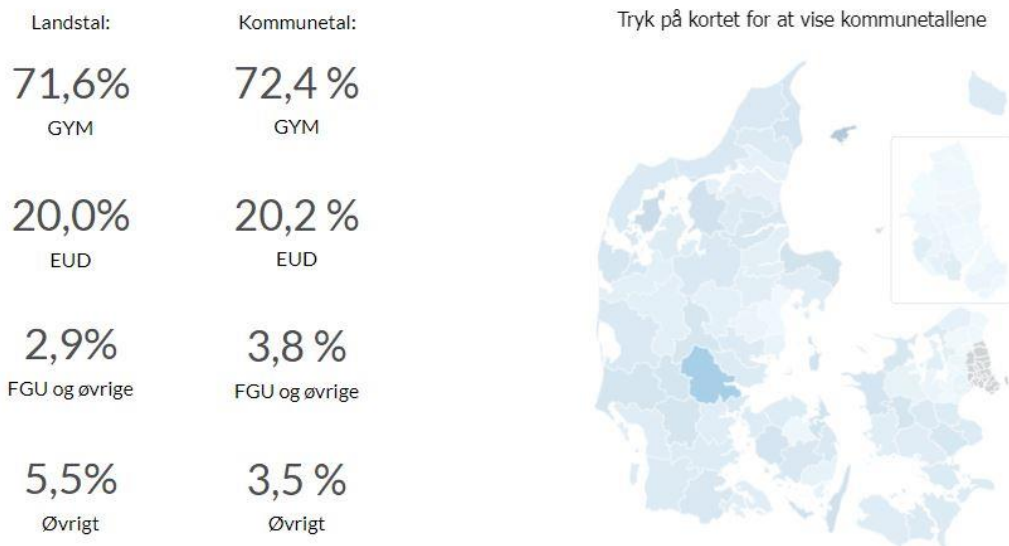 Landstal:
Kommunetal:
Tryk på kortet for at vise kommunetallene
71,6%
GYM
72,4 %
GYM
20,0%
EUD
20,2 %
EUD
2,9%
FGU og øvrige
3,8 %
FGU og øvrige
5,5%
Øvrigt
3,5 %
Øvrigt